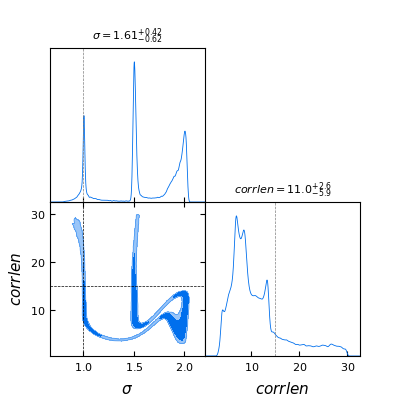 σ = 1.61^{+0.42}_{-0.62}
corrlen = 11.0^{+2.6}_{-5.9}
30
20
10
corrlen
1.0 1.5 2.0
10 20 30
σ
corrlen